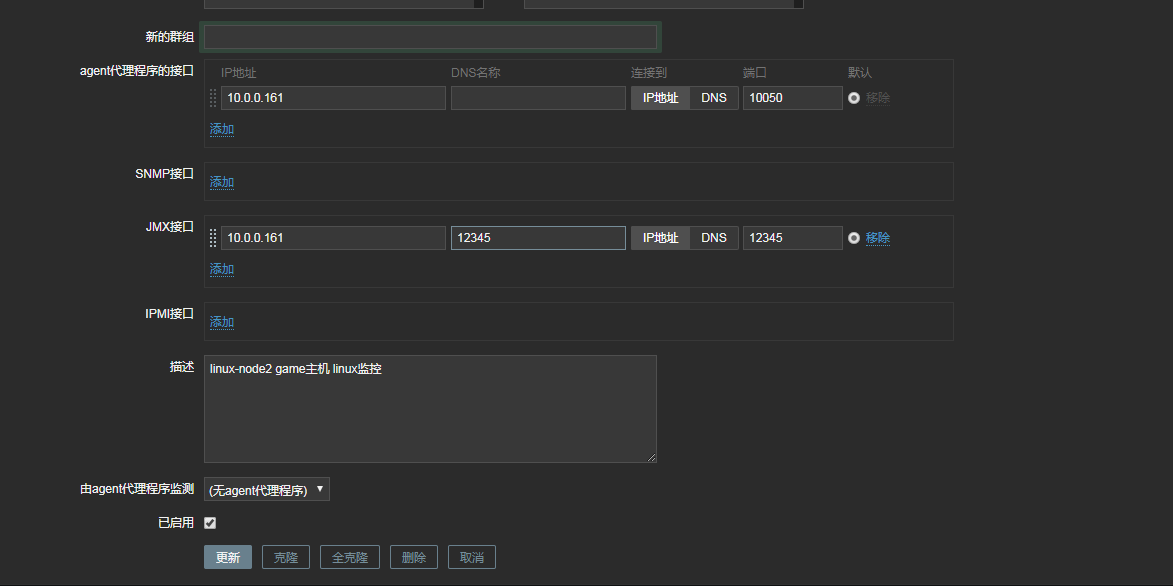 新的群组
agent代理程序的接口 IP地址 DNS名称 连接到 端口 默认
10.0.0.161 IP地址 DNS 10050 移除
添加
SNMP接口
添加
JMX接口
10.0.0.161 12345 IP地址 DNS 12345 移除
添加
IPMI接口
添加
描述 linux-node2 game主机 linux监控
由agent代理程序监测 (无agent代理程序)
已启用
更新 克隆 全克隆 删除 取消